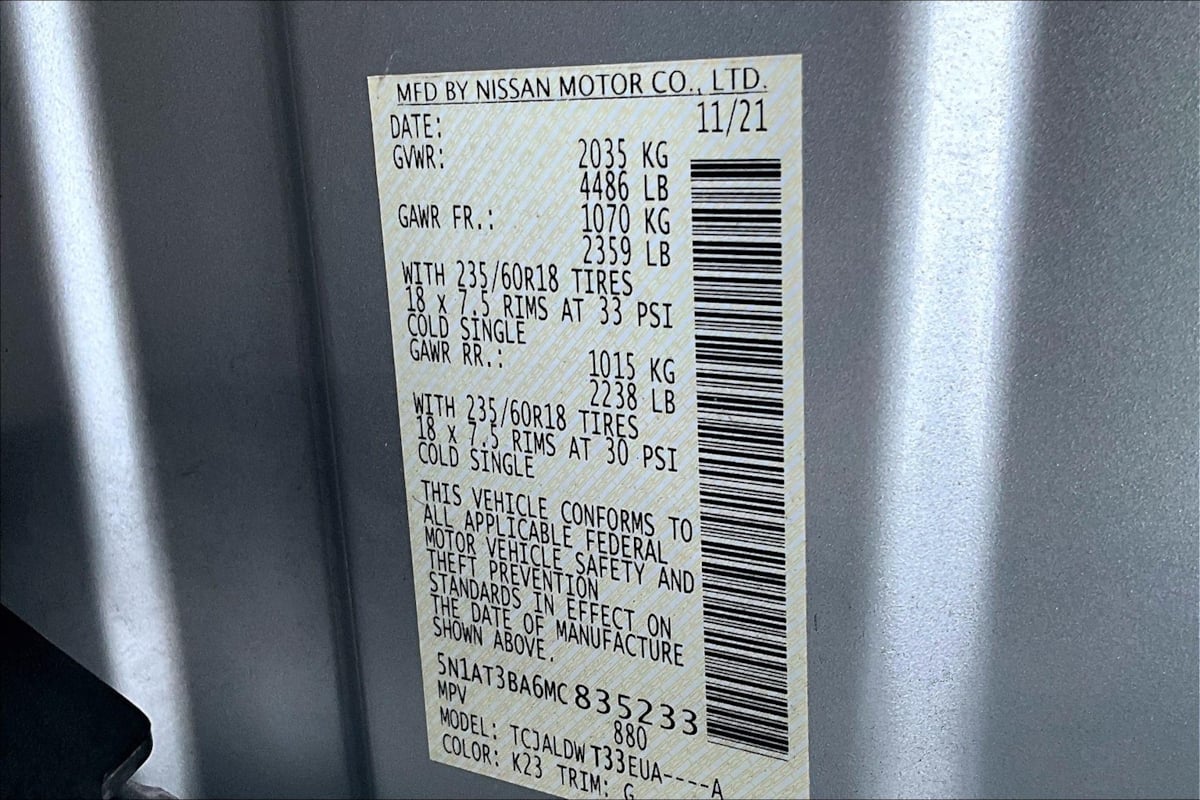 MFD BY NISSAN MOTOR CO., LTD.
DATE: 11/21
GVWR: 2035 KG
4486 LB
GAWR FR.: 1070 KG
2359 LB
WITH 235/60R18 TIRES
18 X 7.5 RIMS AT 33 PSI
COLD SINGLE
GAWR RR.: 1015 KG
2238 LB
WITH 235/60R18 TIRES
18 X 7.5 RIMS AT 30 PSI
COLD SINGLE
THIS VEHICLE CONFORMS TO
ALL APPLICABLE FEDERAL
MOTOR VEHICLE SAFETY AND
THEFT PREVENTION
STANDARDS IN EFFECT ON
THE DATE OF MANUFACTURE
SHOWN ABOVE.
5N1AT3BA6MC835233
MPV 880
MODEL: TCJALDWT33EUA----A
COLOR: K23 TRIM: G